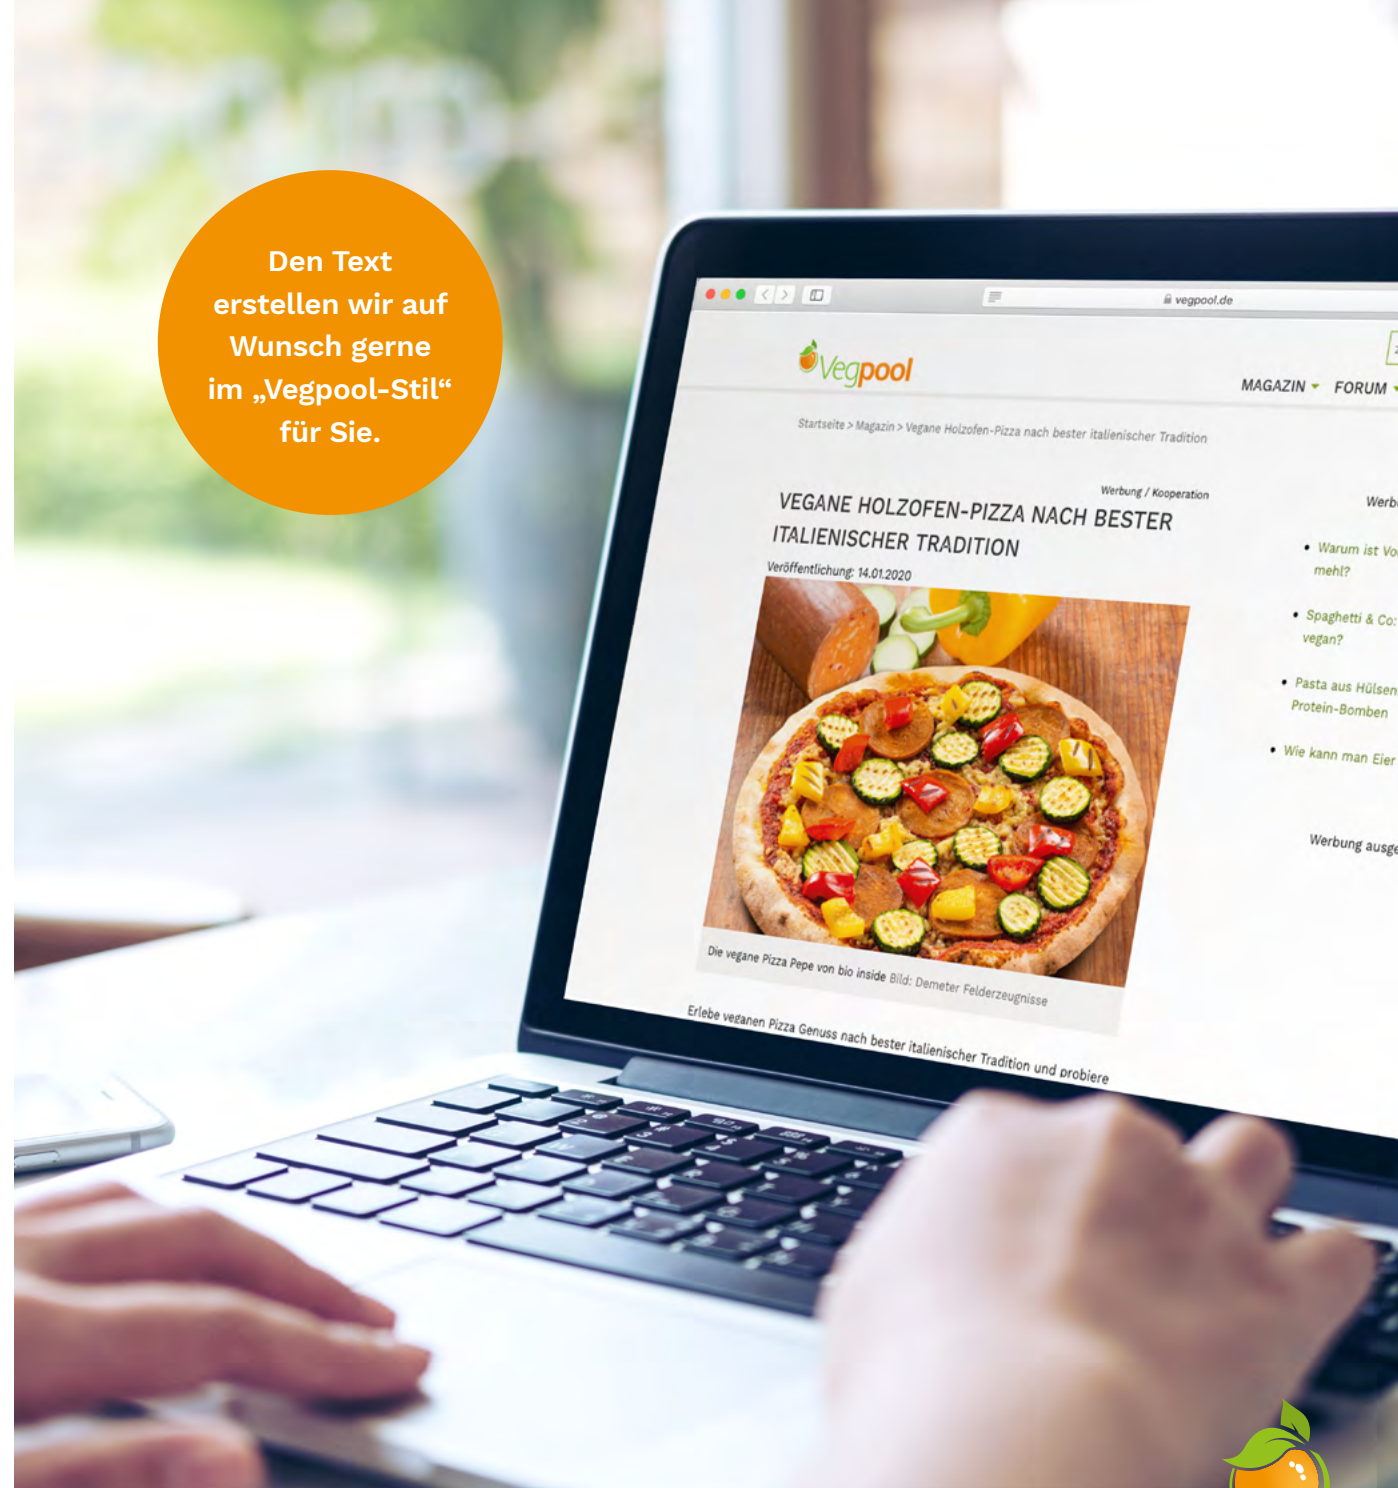 Den Text
erstellen wir auf
Wunsch gerne
im „Vegpool-Stil“
für Sie.
vegpool.de
Vegpool
MAGAZIN FORUM
Startseite > Magazin > Vegane Holzofen-Pizza nach bester italienischer Tradition
Werbung / Kooperation
VEGANE HOLZOFEN-PIZZA NACH BESTER
ITALIENISCHER TRADITION
Veröffentlichung: 14.01.2020
Die vegane Pizza Pepe von bio inside Bild: Demeter Felderzeugnisse
Erlebe veganen Pizza Genuss nach bester italienischer Tradition und probiere
Werb
Warum ist Vo
mehl?
Spaghetti & Co:
vegan?
Pasta aus Hülsen
Protein-Bomben
Wie kann man Eier
Werbung ausge